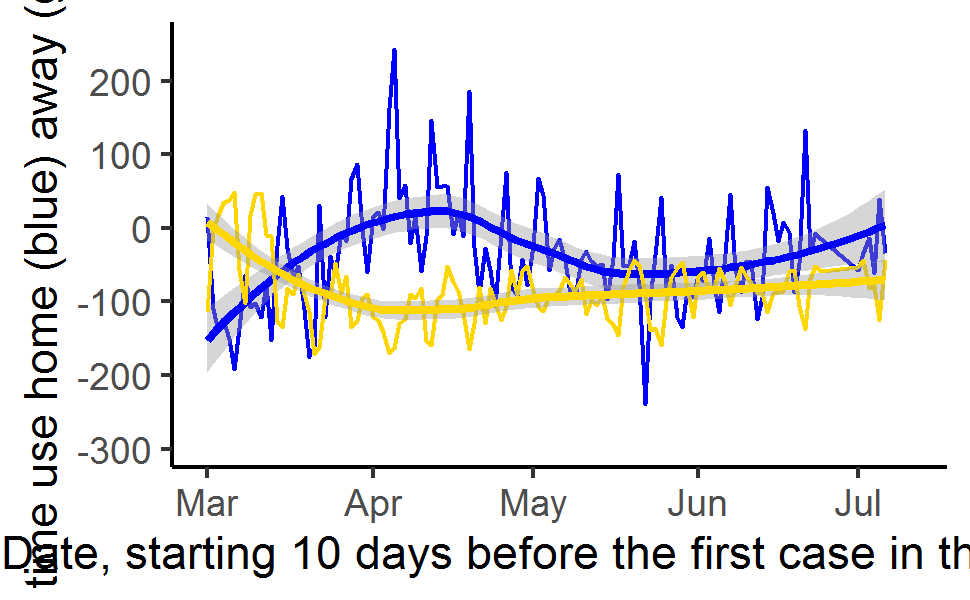 time use home (blue) away (
200
100
0
-100
-200
-300
Mar Apr May Jun Jul
Date, starting 10 days before the first case in th